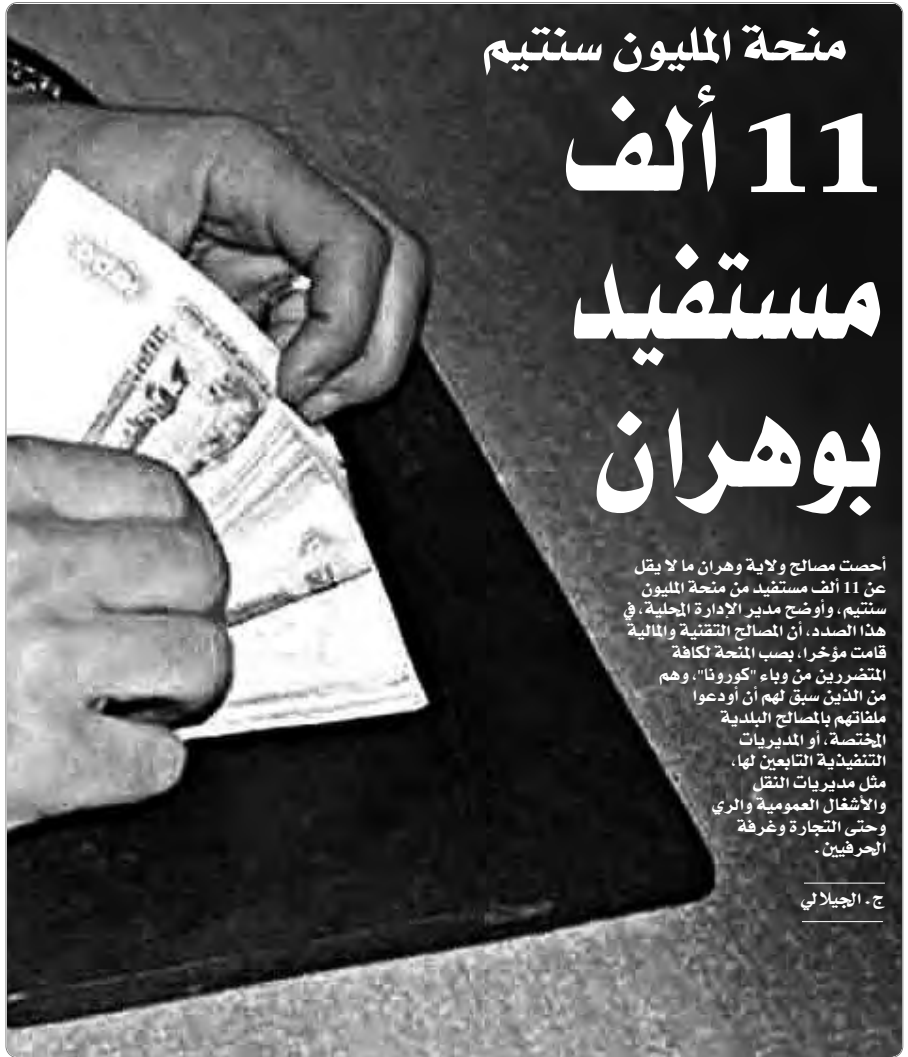 منحة المليون سنتيم
11 ألف
مستفيد
بوهران
أحصت مصالح ولاية وهران ما لا يقل
عن 11 ألف مستفيد من منحة المليون
سنتيم، وأوضح مدير الإدارة المحلية، في
هذا الصدد، أن المصالح التقنية والمالية
قامت مؤخرا، بصب المنحة لكافة
المتضررين من وباء "كورونا"، وهم
من الذين سبق لهم أن أودعوا
ملفاتهم بالمصالح البلدية
المختصة، أو المديريات
التنفيذية التابعين لها،
مثل مديريات النقل
والأشغال العمومية والري
وحتى التجارة وغرفة
الحرفيين.
ج. الجيلالي